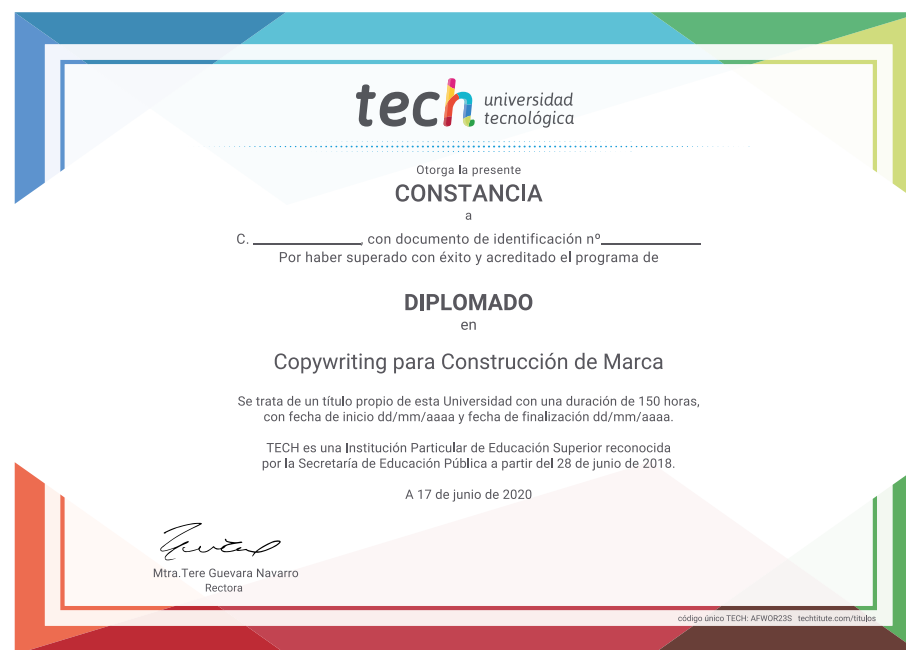 tech universidad
tecnológica
Otorga la presente
CONSTANCIA
a
C. ______________, con documento de identificación nº_____________
Por haber superado con éxito y acreditado el programa de
DIPLOMADO
en
Copywriting para Construcción de Marca
Se trata de un título propio de esta Universidad con una duración de 150 horas,
con fecha de inicio dd/mm/aaaa y fecha de finalización dd/mm/aaaa.
TECH es una Institución Particular de Educación Superior reconocida
por la Secretaría de Educación Pública a partir del 28 de junio de 2018.
A 17 de junio de 2020
Mtra.Tere Guevara Navarro
Rectora
código único TECH: AFWOR23S techtitute.com/titulos